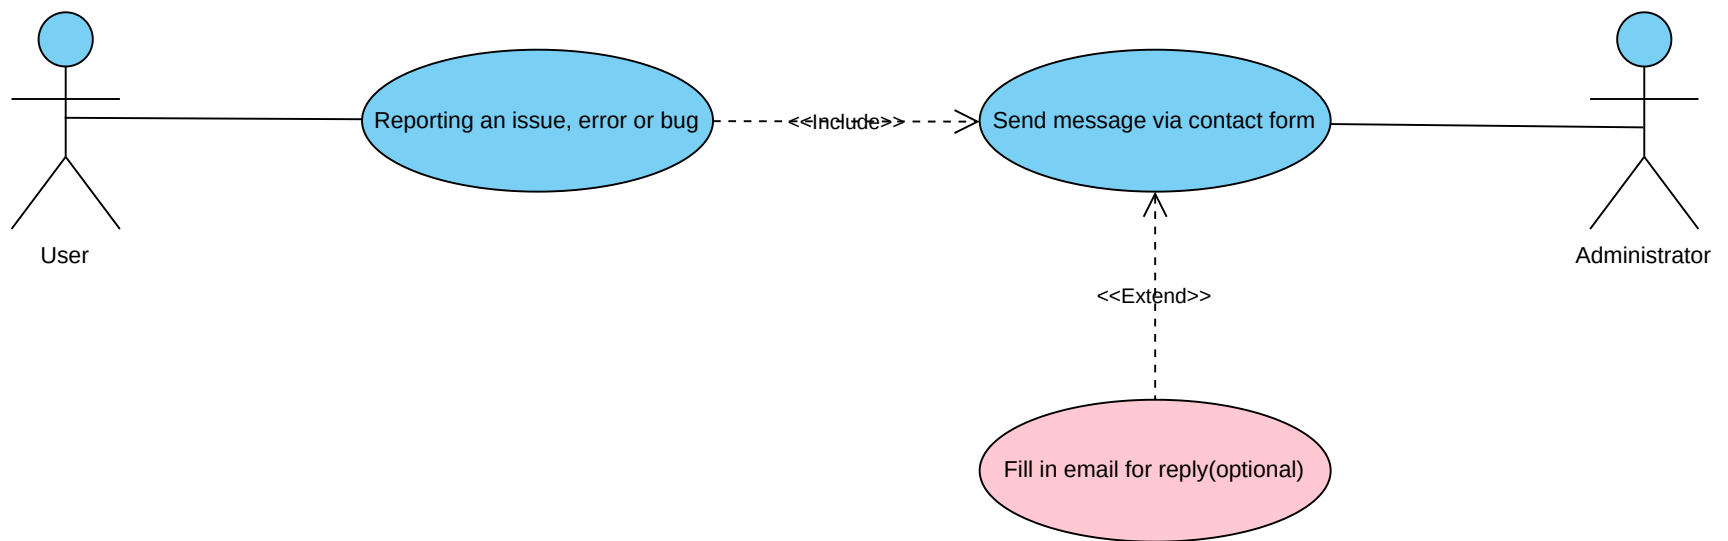 Reporting an issue, error or bug
<<Include>>
Send message via contact form
User
Administrator
<<Extend>>
Fill in email for reply(optional)